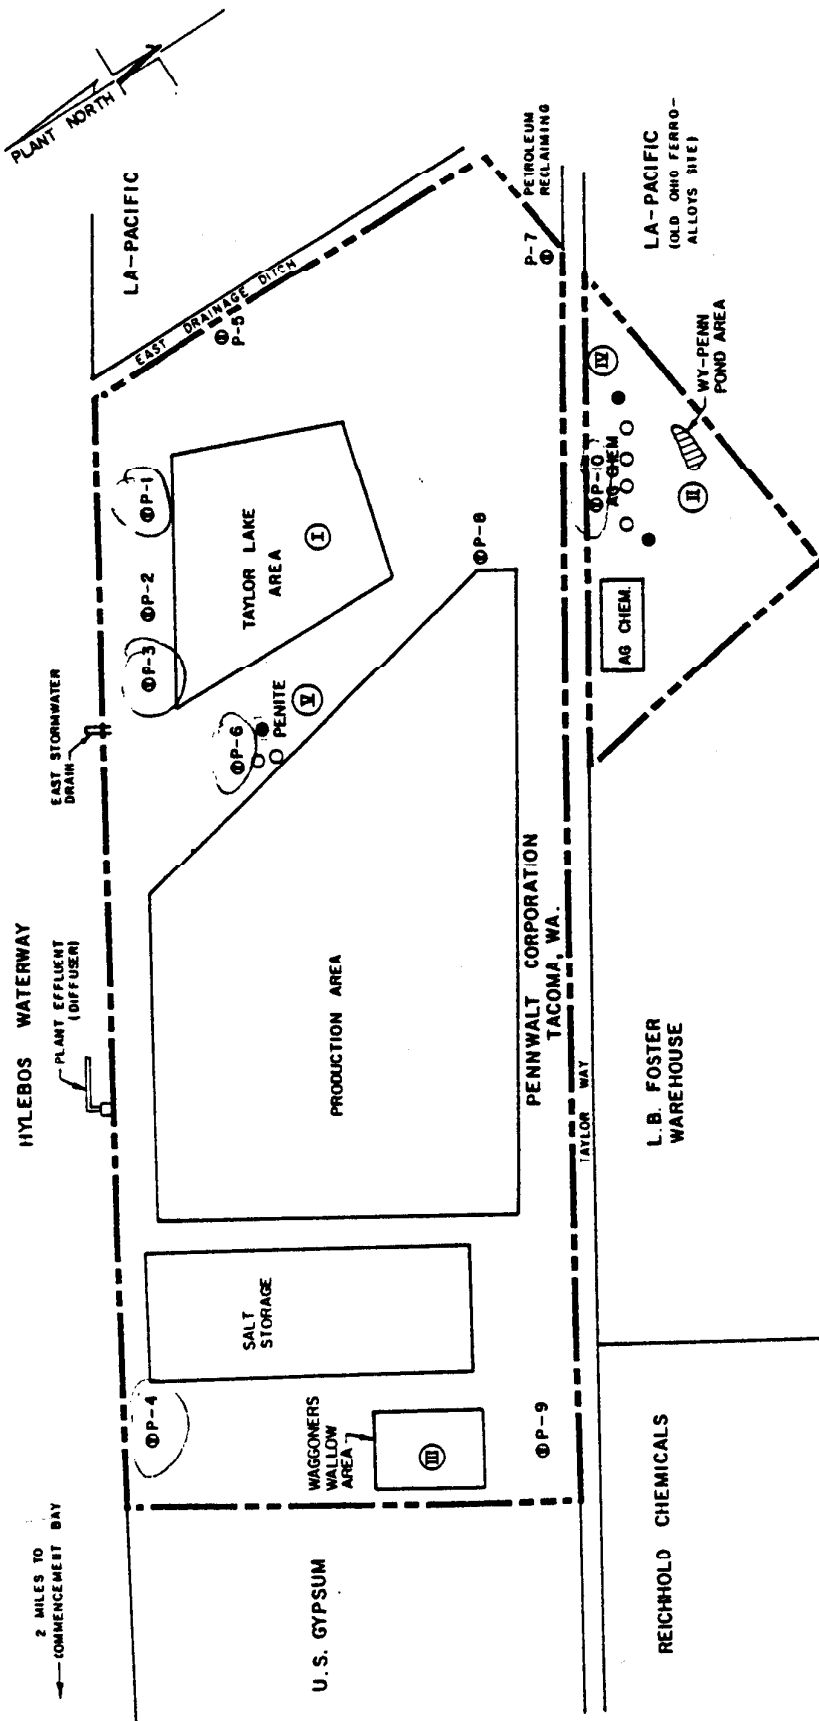 PLANT NORTH
2 MILES TO
COMMENCEMENT BAY
HYLEBOS WATERWAY
PLANT EFFLUENT
(DIFFUSER)
EAST STORMWATER
DRAIN
LA-PACIFIC
EAST DRAINAGE DITCH
P-5
P-4
P-3
P-2
P-1
P-6
PENITE
V
TAYLOR LAKE
AREA
I
P-8
P-7
PETROLEUM
RECLAIMING
U.S. GYPSUM
SALT
STORAGE
WAGGONERS
WALLOW
AREA
III
P-9
PRODUCTION AREA
PENNWALT CORPORATION
TACOMA, WA.
TAYLOR WAY
REICHHOLD CHEMICALS
L.B. FOSTER
WAREHOUSE
AG CHEM.
P-10
AG CHEM
IV
II
WY-PENN
POND AREA
LA-PACIFIC
(OLD OHIO FERRO-
ALLOYS SITE)